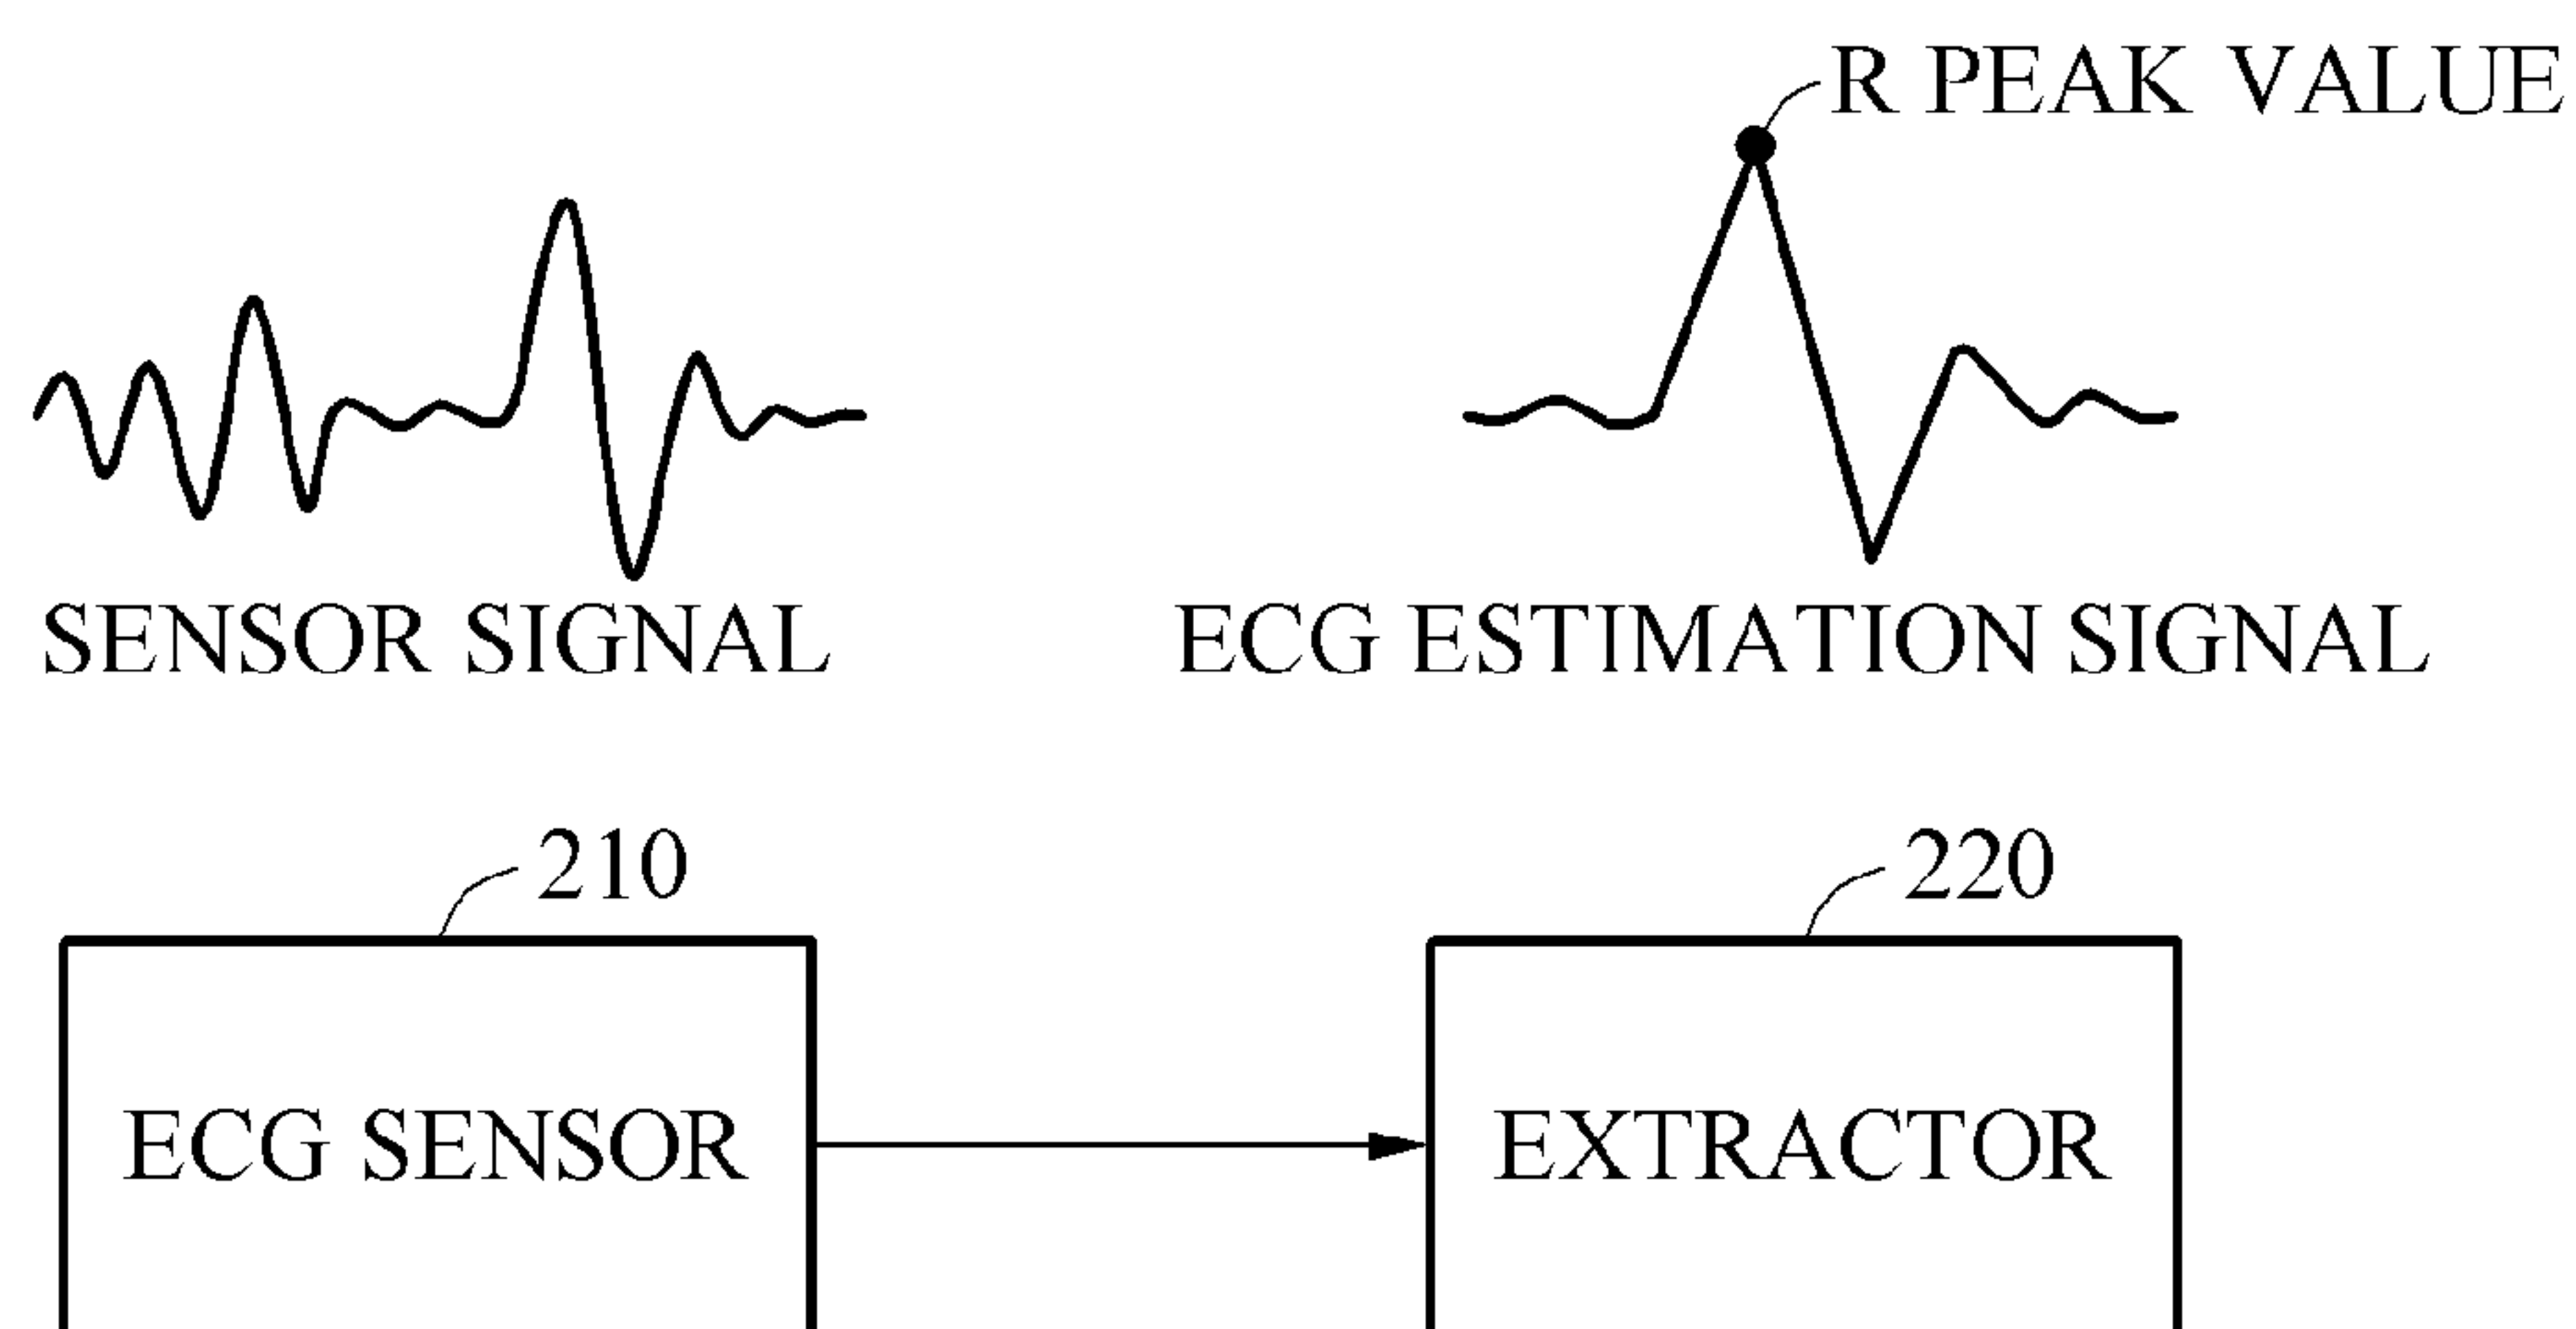 R PEAK VALUE
SENSOR SIGNAL
ECG ESTIMATION SIGNAL
210
220
ECG SENSOR
EXTRACTOR